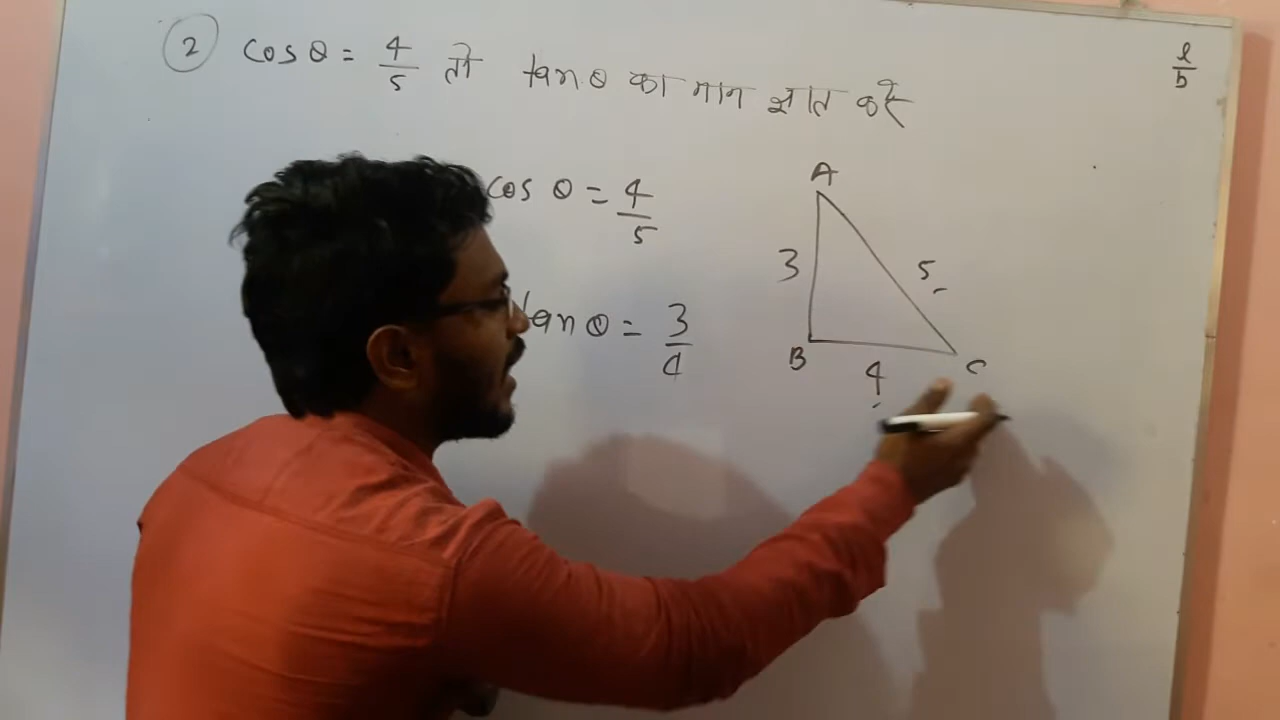 2 cos θ = 4/5 तो tan θ का मान ज्ञात करें
l/b
cos θ = 4/5
tan θ = 3/4
A
3
5
B
4
C